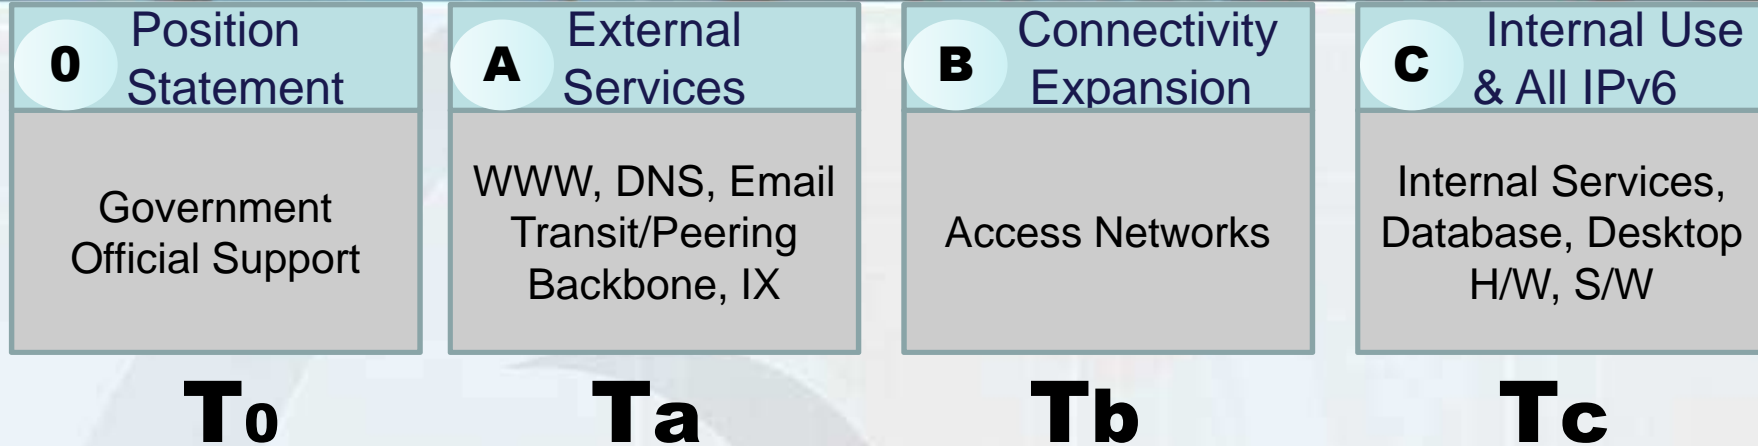 0
Position
Statement
Government
Official Support
T0
A
External
Services
WWW, DNS, Email
Transit/Peering
Backbone, IX
Ta
B
Connectivity
Expansion
Access Networks
Tb
C
Internal Use
& All IPv6
Internal Services,
Database, Desktop
H/W, S/W
Tc